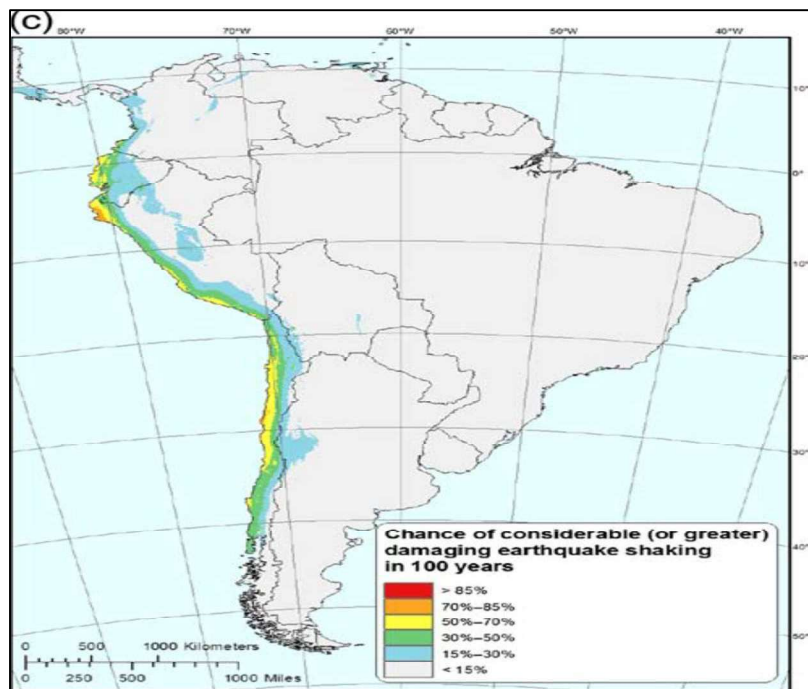 (C)
80°W 70°W 60°W 50°W 40°W
10°
0°
10°
20°
30°
40°
50°
Chance of considerable (or greater)
damaging earthquake shaking
in 100 years
> 85%
70%–85%
50%–70%
30%–50%
15%–30%
< 15%
0 500 1000 Kilometers
0 250 500 1000 Miles